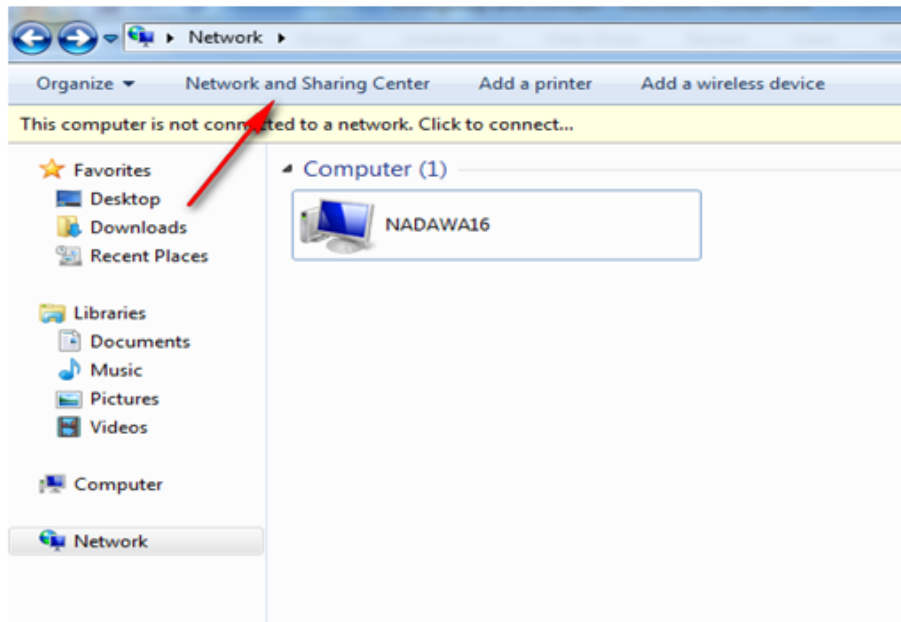 Network
Organize Network and Sharing Center Add a printer Add a wireless device
This computer is not connected to a network. Click to connect...
Favorites
Desktop
Downloads
Recent Places
Libraries
Documents
Music
Pictures
Videos
Computer
Network
Computer (1)
NADAWA16